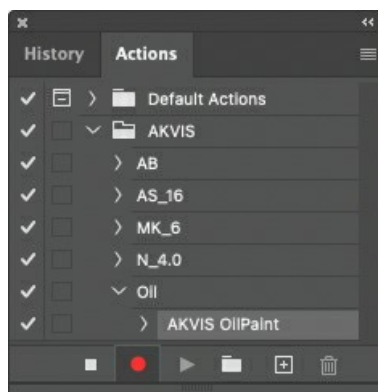 History Actions
Default Actions
AKVIS
AB
AS_16
MK_6
N_4.0
Oil
AKVIS OilPaint